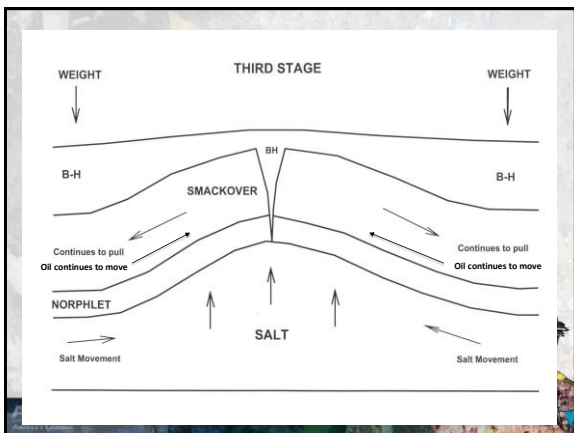 THIRD STAGE
WEIGHT
WEIGHT
BH
B-H
B-H
SMACKOVER
Continues to pull
Oil continues to move
Continues to pull
Oil continues to move
NORPHLET
SALT
Salt Movement
Salt Movement